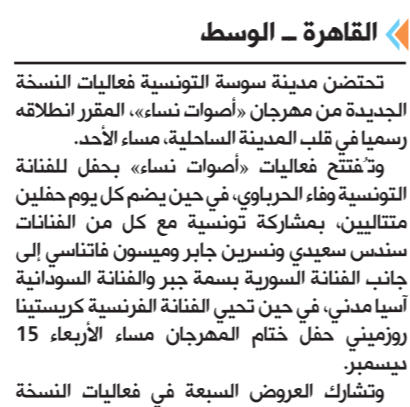 القاهرة – الوسط
تحتضن مدينة سوسة التونسية فعاليات النسخة
الجديدة من مهرجان «أصوات نساء»، المقرر انطلاقه
رسميا في قلب المدينة الساحلية، مساء الأحد.
وتُفتتح فعاليات «أصوات نساء» بحفل للفنانة
التونسية وفاء الحرباوي، في حين يضم كل يوم حفلين
متتاليين، بمشاركة تونسية مع كل من الفنانات
سندس سعيدي ونسرين جابر وميسون فاتناسي إلى
جانب الفنانة السورية بسمة جبر والفنانة السودانية
آسيا مدني، في حين تحيي الفنانة الفرنسية كريستينا
روزميني حفل ختام المهرجان مساء الأربعاء 15
ديسمبر.
وتشارك العروض السبعة في فعاليات النسخة